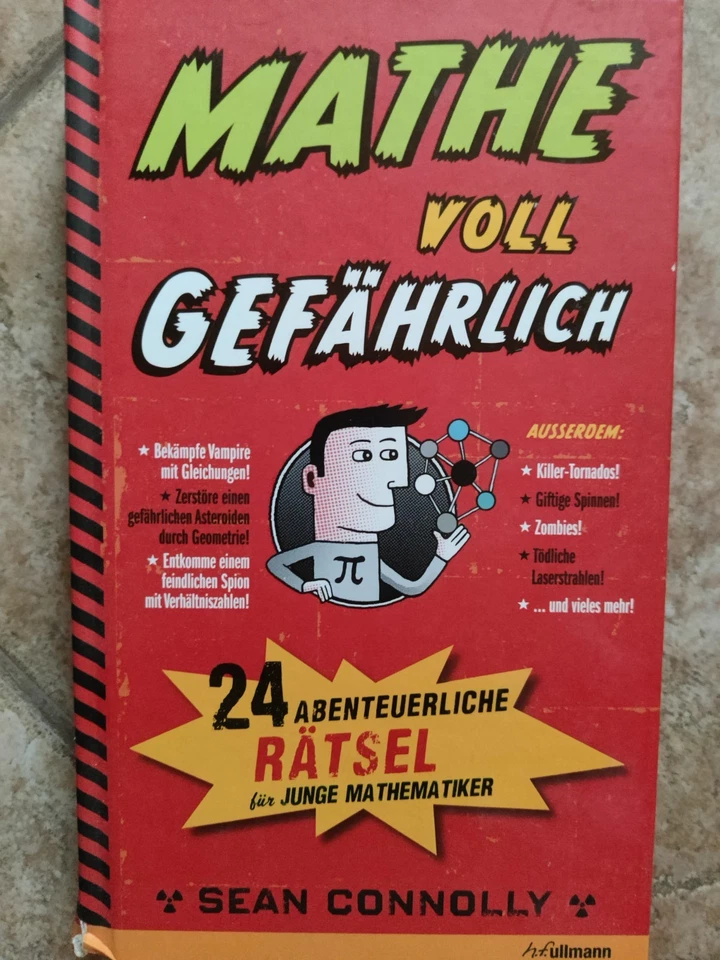 MATHE
VOLL
GEFÄHRLICH
★ Bekämpfe Vampire
mit Gleichungen!
★ Zerstöre einen
gefährlichen Asteroiden
durch Geometrie!
★ Entkomme einem
feindlichen Spion
mit Verhältniszahlen!
π
AUSSERDEM:
★ Killer-Tornados!
★ Giftige Spinnen!
★ Zombies!
★ Tödliche
Laserstrahlen!
★ ... und vieles mehr!
24 ABENTEUERLICHE
RÄTSEL
für JUNGE MATHEMATIKER
SEAN CONNOLLY
h.f.ullmann